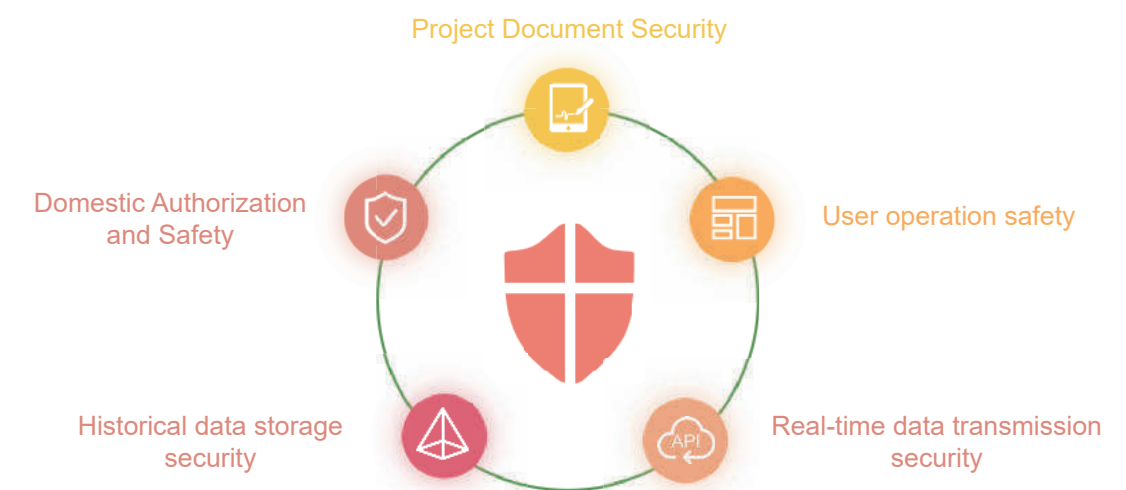 Project Document Security
Domestic Authorization
and Safety
User operation safety
Historical data storage
security
API
Real-time data transmission
security